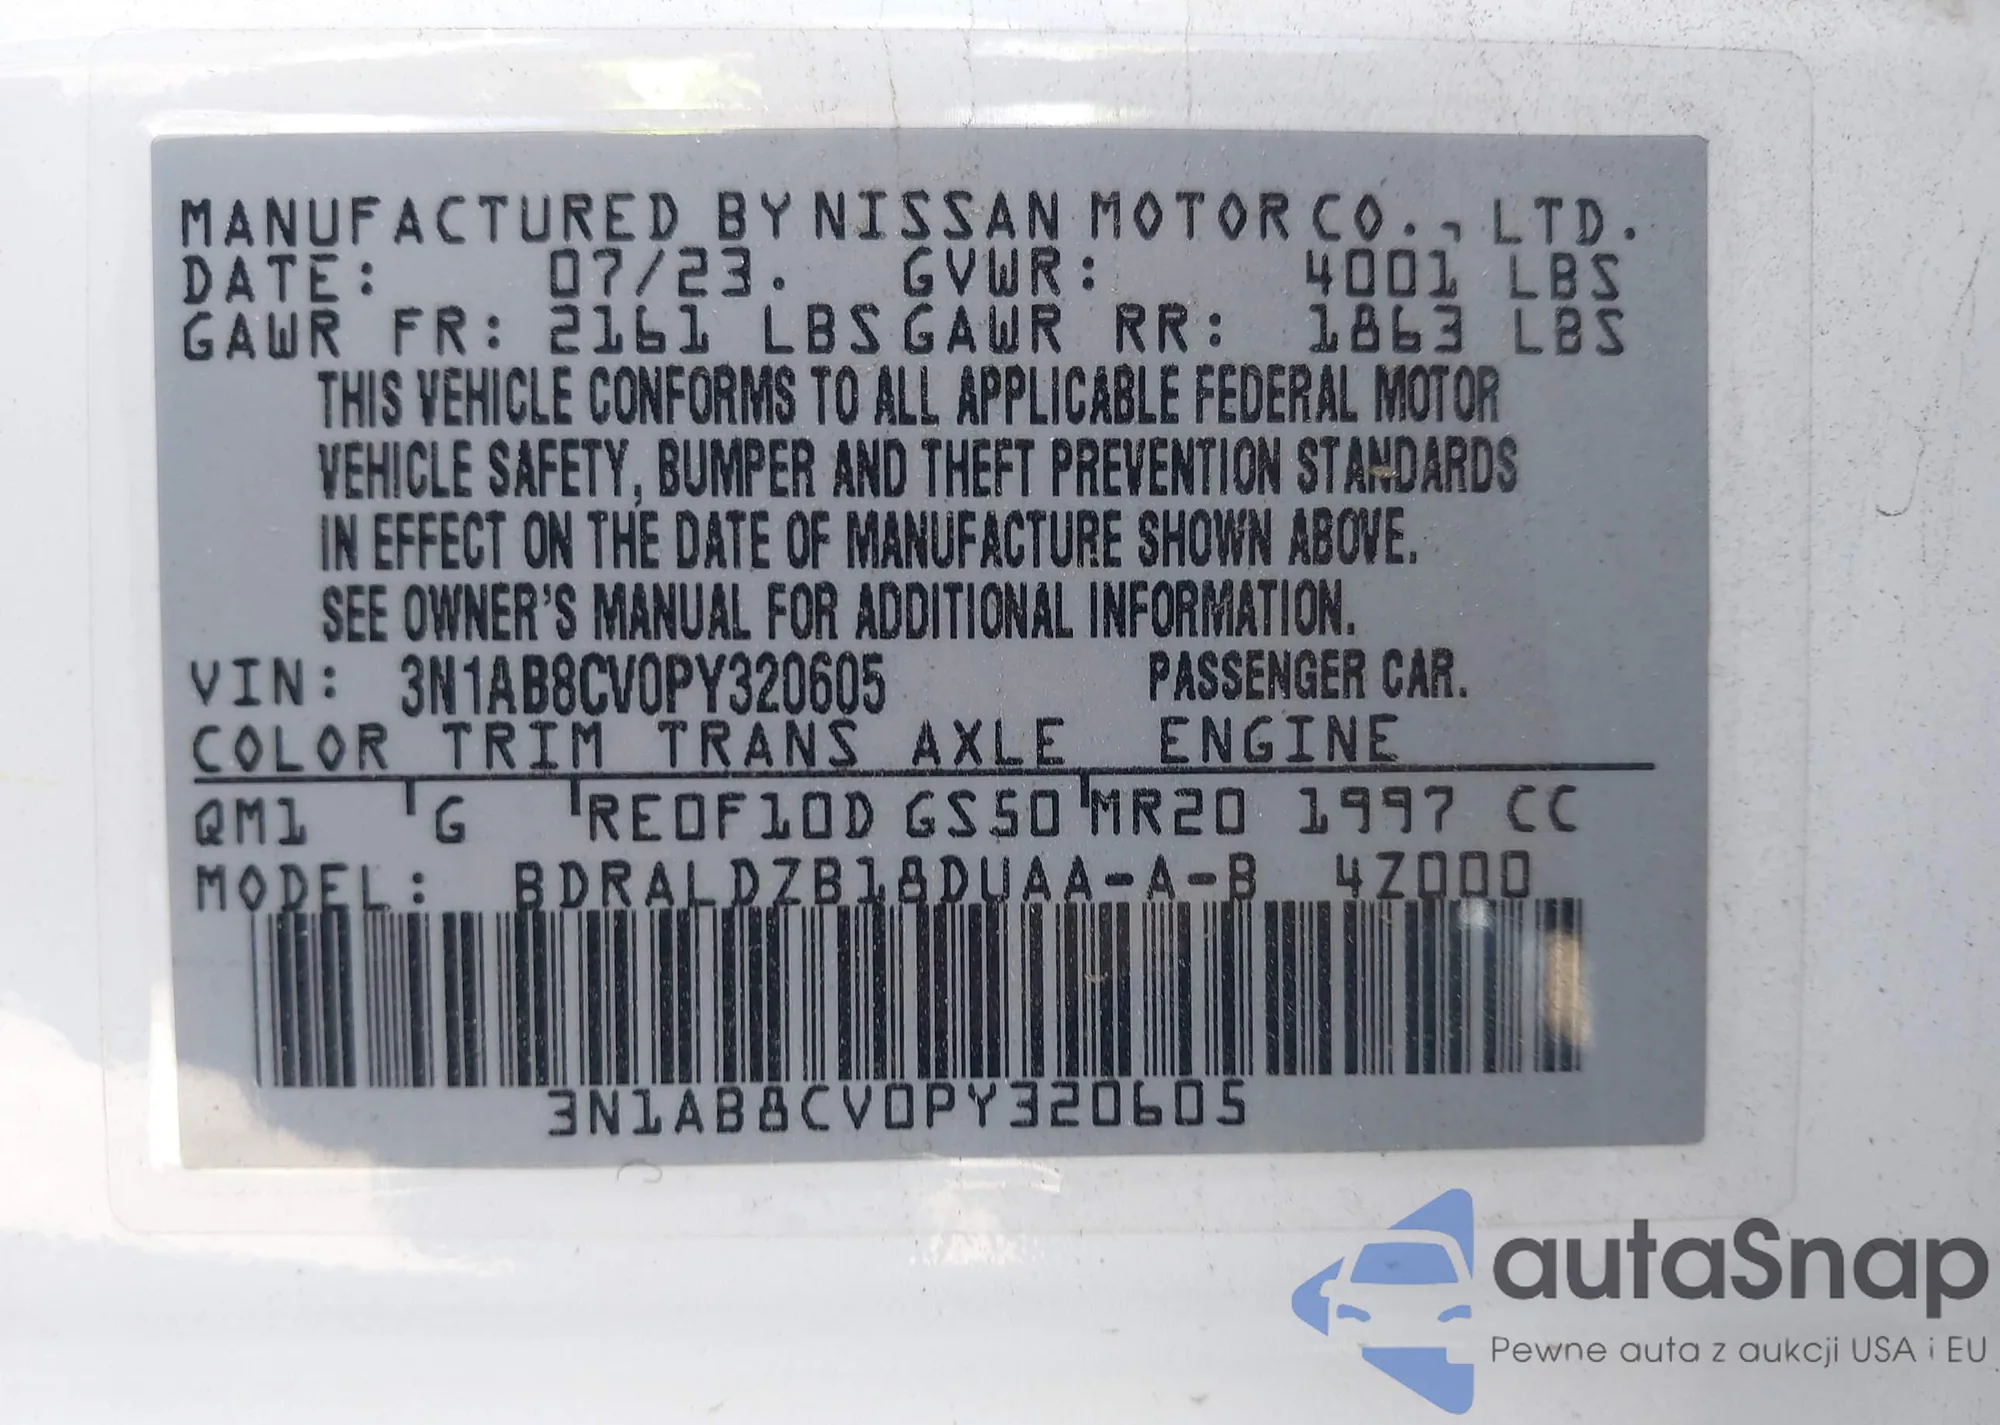 MANUFACTURED BY NISSAN MOTOR CO., LTD.
DATE: 07/23. GVWR: 4001 LBS
GAWR FR: 2161 LBS GAWR RR: 1863 LBS
THIS VEHICLE CONFORMS TO ALL APPLICABLE FEDERAL MOTOR
VEHICLE SAFETY, BUMPER AND THEFT PREVENTION STANDARDS
IN EFFECT ON THE DATE OF MANUFACTURE SHOWN ABOVE.
SEE OWNER'S MANUAL FOR ADDITIONAL INFORMATION.
VIN: 3N1AB8CV0PY320605 PASSENGER CAR.
COLOR TRIM TRANS AXLE ENGINE
QM1 G RE0F10D GS50 MR20 1997 CC
MODEL: BDRALDZB18DUAA-A-B 4Z000
3N1AB8CV0PY320605
autaSnap
Pewne auta z aukcji USA i EU